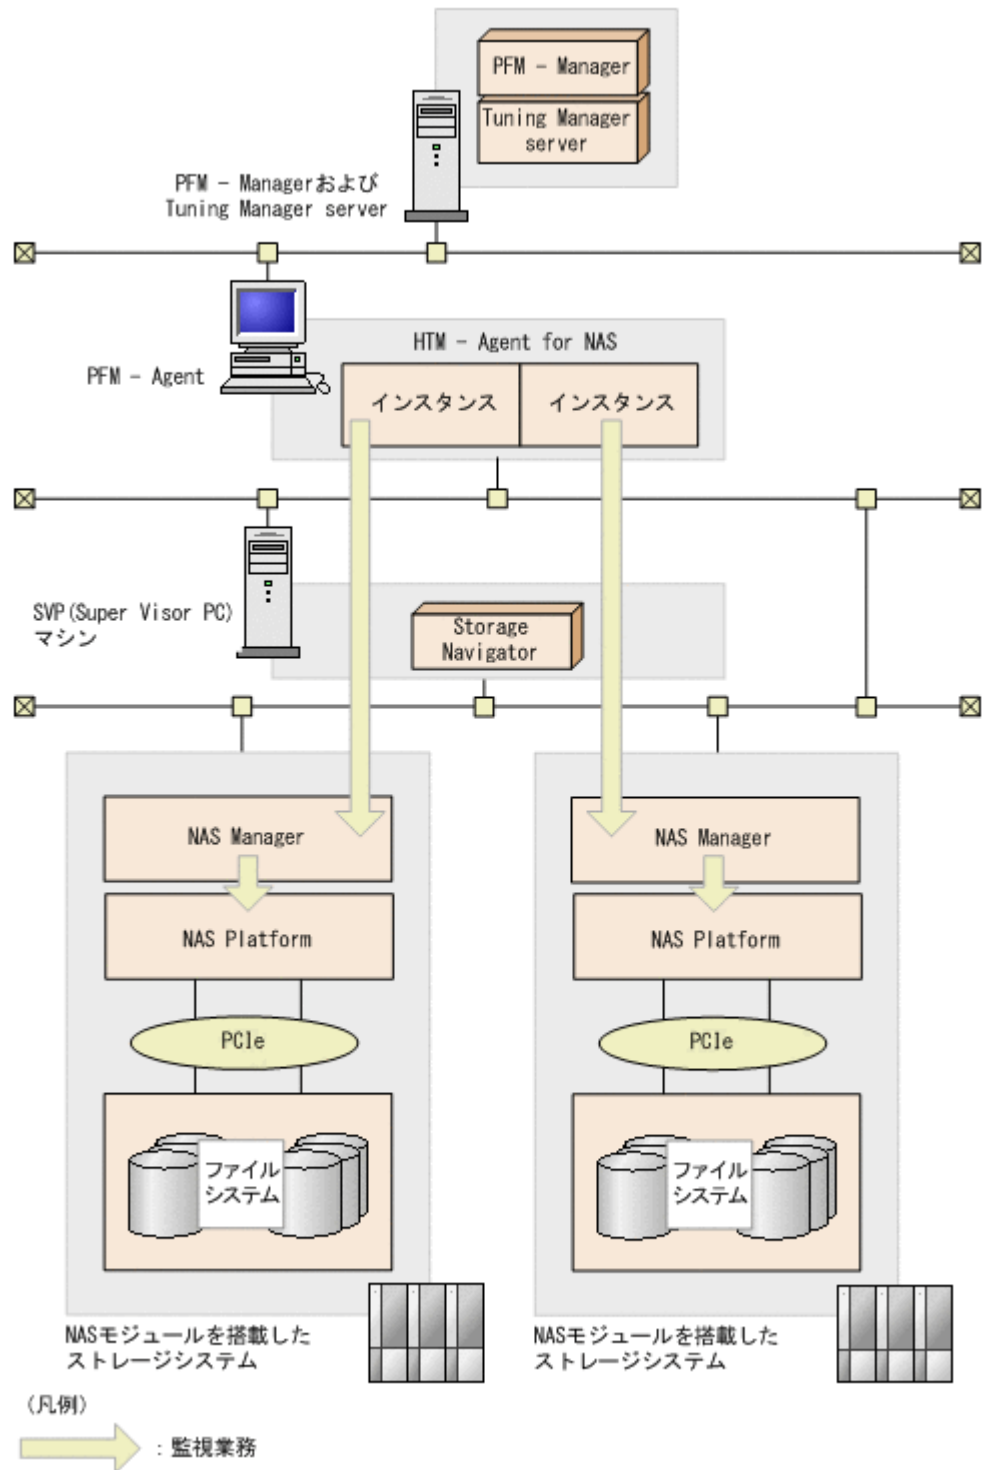 PFM - Manager
Tuning Manager
server
PFM - Managerおよび
Tuning Manager server
HTM - Agent for NAS
PFM - Agent
インスタンス
インスタンス
SVP(Super Visor PC)
マシン
Storage
Navigator
NAS Manager
NAS Manager
NAS Platform
NAS Platform
PCIe
PCIe
ファイル
システム
ファイル
システム
NASモジュールを搭載した
ストレージシステム
NASモジュールを搭載した
ストレージシステム
（凡例）
：監視業務